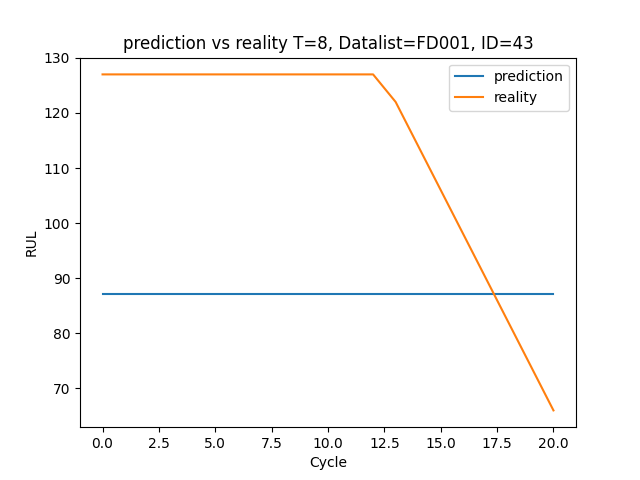 prediction vs reality T=8, Datalist=FD001, ID=43
prediction
reality
130
120
110
100
90
80
70
RUL
0.0 2.5 5.0 7.5 10.0 12.5 15.0 17.5 20.0
Cycle